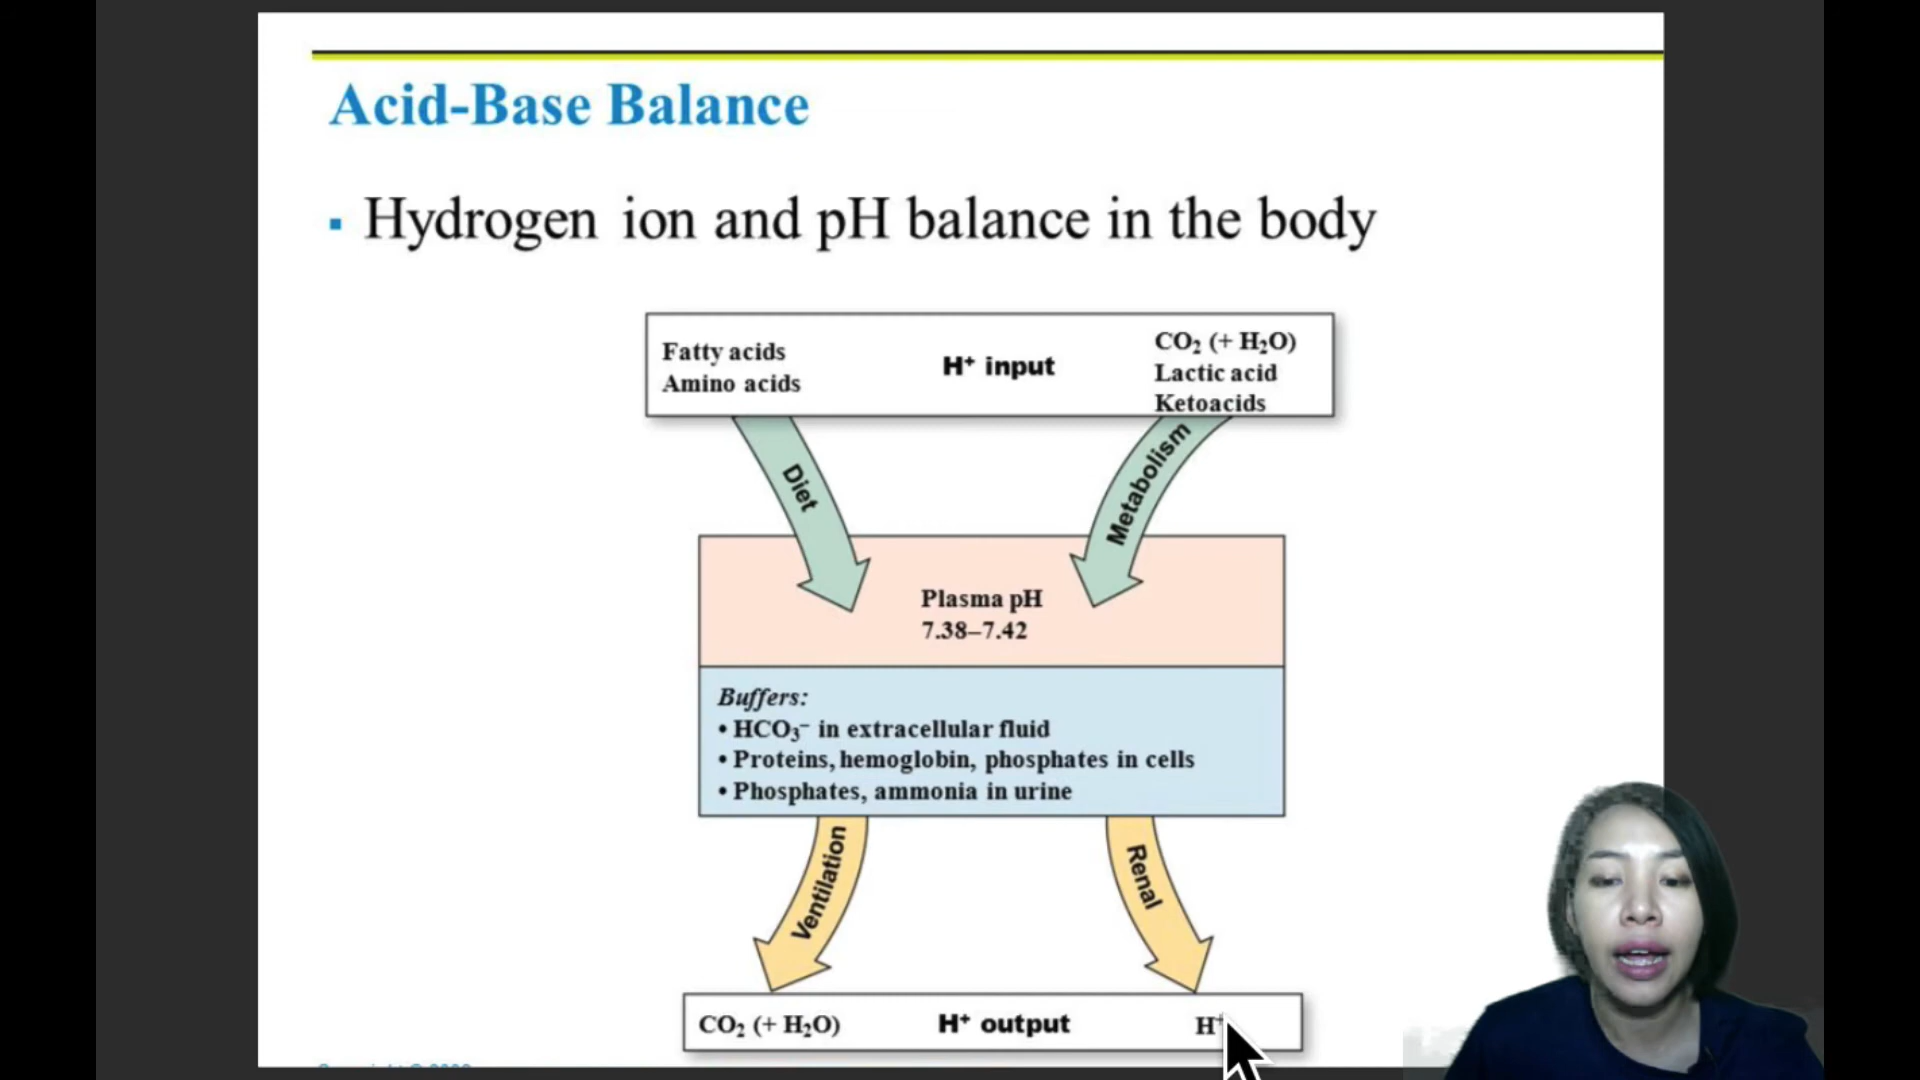 Acid-Base Balance
▪ Hydrogen ion and pH balance in the body
Fatty acids
Amino acids
H⁺ input
CO₂ (+ H₂O)
Lactic acid
Ketoacids
Diet
Metabolism
Plasma pH
7.38–7.42
Buffers:
• HCO₃⁻ in extracellular fluid
• Proteins, hemoglobin, phosphates in cells
• Phosphates, ammonia in urine
Ventilation
Renal
CO₂ (+ H₂O)
H⁺ output
H⁺